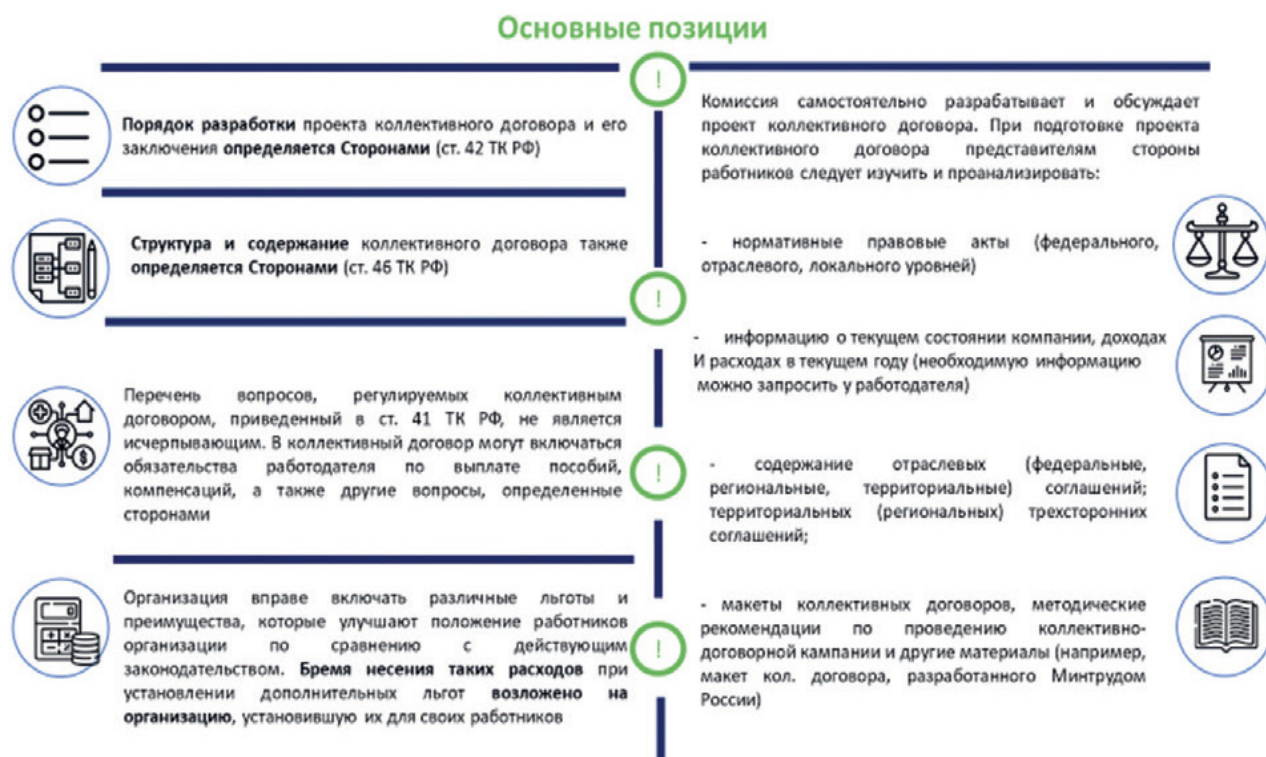 Основные позиции
Порядок разработки проекта коллективного договора и его
заключения определяется Сторонами (ст. 42 ТК РФ)
Структура и содержание коллективного договора также
определяется Сторонами (ст. 46 ТК РФ)
Перечень вопросов, регулируемых коллективным
договором, приведенный в ст. 41 ТК РФ, не является
исчерпывающим. В коллективный договор могут включаться
обязательства работодателя по выплате пособий,
компенсаций, а также другие вопросы, определенные
сторонами
Организация вправе включать различные льготы и
преимущества, которые улучшают положение работников
организации по сравнению с действующим
законодательством. Бремя несения таких расходов при
установлении дополнительных льгот возложено на
организацию, установившую их для своих работников
!
!
!
!
Комиссия самостоятельно разрабатывает и обсуждает
проект коллективного договора. При подготовке проекта
коллективного договора представителям стороны
работников следует изучить и проанализировать:
- нормативные правовые акты (федерального,
отраслевого, локального уровней)
- информацию о текущем состоянии компании, доходах
И расходах в текущем году (необходимую информацию
можно запросить у работодателя)
- содержание отраслевых (федеральные,
региональные, территориальные) соглашений;
территориальных (региональных) трехсторонних
соглашений;
- макеты коллективных договоров, методические
рекомендации по проведению коллективно-
договорной кампании и другие материалы (например,
макет кол. договора, разработанного Минтрудом
России)